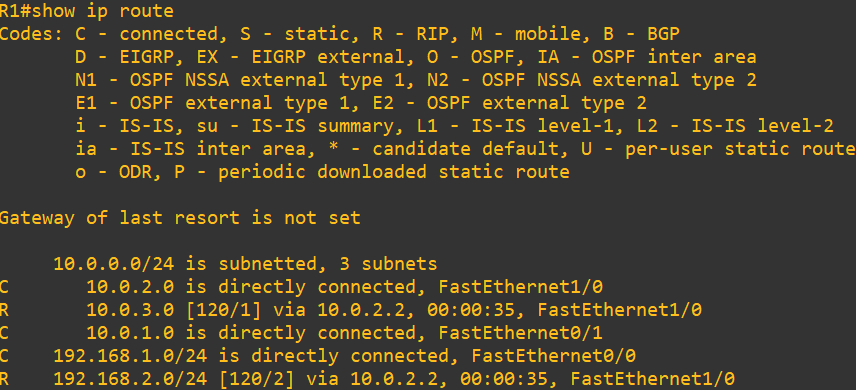 R1#show ip route
Codes: C - connected, S - static, R - RIP, M - mobile, B - BGP
       D - EIGRP, EX - EIGRP external, O - OSPF, IA - OSPF inter area
       N1 - OSPF NSSA external type 1, N2 - OSPF NSSA external type 2
       E1 - OSPF external type 1, E2 - OSPF external type 2
       i - IS-IS, su - IS-IS summary, L1 - IS-IS level-1, L2 - IS-IS level-2
       ia - IS-IS inter area, * - candidate default, U - per-user static route
       o - ODR, P - periodic downloaded static route

Gateway of last resort is not set

     10.0.0.0/24 is subnetted, 3 subnets
C       10.0.2.0 is directly connected, FastEthernet1/0
R       10.0.3.0 [120/1] via 10.0.2.2, 00:00:35, FastEthernet1/0
C       10.0.1.0 is directly connected, FastEthernet0/1
C    192.168.1.0/24 is directly connected, FastEthernet0/0
R    192.168.2.0/24 [120/2] via 10.0.2.2, 00:00:35, FastEthernet1/0